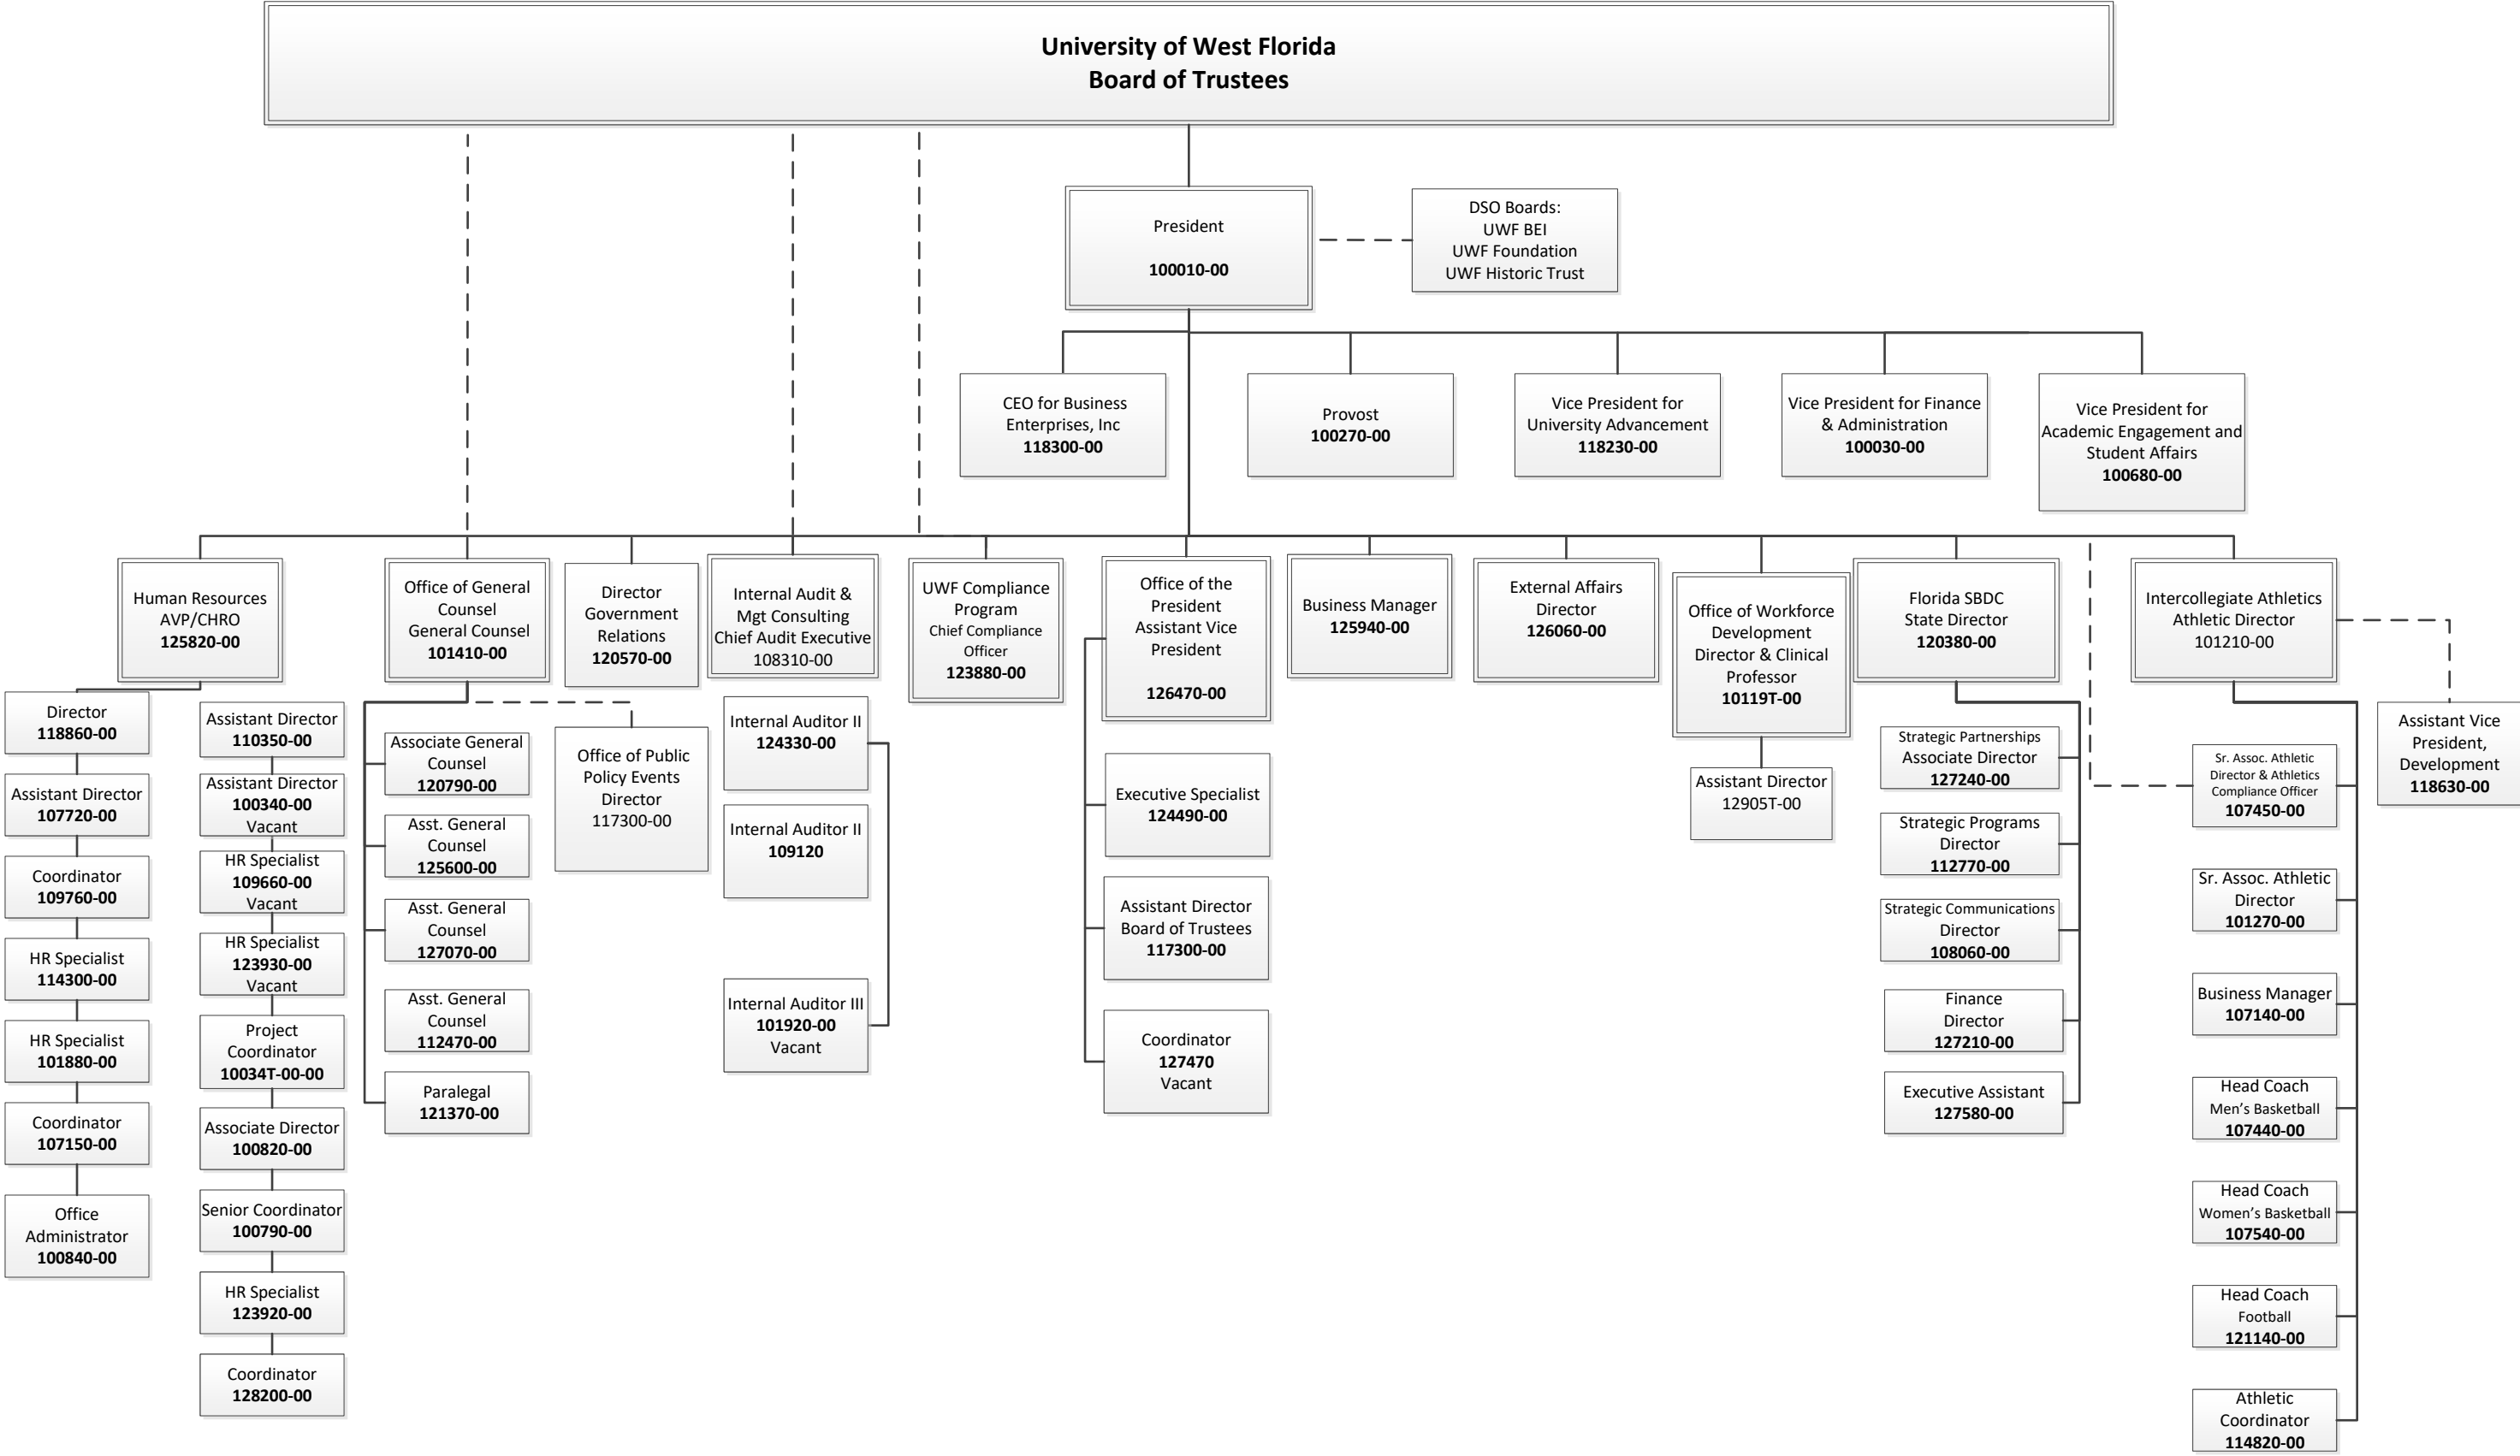 University of West Florida
Board of Trustees
President
100010-00
DSO Boards:
UWF BEI
UWF Foundation
UWF Historic Trust
CEO for Business
Enterprises, Inc
118300-00
Provost
100270-00
Vice President for
University Advancement
118230-00
Vice President for Finance
& Administration
100030-00
Vice President for
Academic Engagement and
Student Affairs
100680-00
Human Resources
AVP/CHRO
125820-00
Office of General
Counsel
General Counsel
101410-00
Director
Government
Relations
120570-00
Internal Audit &
Mgt Consulting
Chief Audit Executive
108310-00
UWF Compliance
Program
Chief Compliance
Officer
123880-00
Office of the
President
Assistant Vice
President
126470-00
Business Manager
125940-00
External Affairs
Director
126060-00
Office of Workforce
Development
Director & Clinical
Professor
10119T-00
Florida SBDC
State Director
120380-00
Intercollegiate Athletics
Athletic Director
101210-00
Director
118860-00
Assistant Director
107720-00
Coordinator
109760-00
HR Specialist
114300-00
HR Specialist
101880-00
Coordinator
107150-00
Office
Administrator
100840-00
Assistant Director
110350-00
Assistant Director
100340-00
Vacant
HR Specialist
109660-00
Vacant
HR Specialist
123930-00
Vacant
Project
Coordinator
10034T-00-00
Associate Director
100820-00
Senior Coordinator
100790-00
HR Specialist
123920-00
Coordinator
128200-00
Associate General
Counsel
120790-00
Asst. General
Counsel
125600-00
Asst. General
Counsel
127070-00
Asst. General
Counsel
112470-00
Paralegal
121370-00
Office of Public
Policy Events
Director
117300-00
Internal Auditor II
124330-00
Internal Auditor II
109120
Internal Auditor III
101920-00
Vacant
Executive Specialist
124490-00
Assistant Director
Board of Trustees
117300-00
Coordinator
127470
Vacant
Assistant Director
12905T-00
Strategic Partnerships
Associate Director
127240-00
Strategic Programs
Director
112770-00
Strategic Communications
Director
108060-00
Finance
Director
127210-00
Executive Assistant
127580-00
Sr. Assoc. Athletic
Director & Athletics
Compliance Officer
107450-00
Sr. Assoc. Athletic
Director
101270-00
Business Manager
107140-00
Head Coach
Men’s Basketball
107440-00
Head Coach
Women’s Basketball
107540-00
Head Coach
Football
121140-00
Athletic
Coordinator
114820-00
Assistant Vice
President,
Development
118630-00